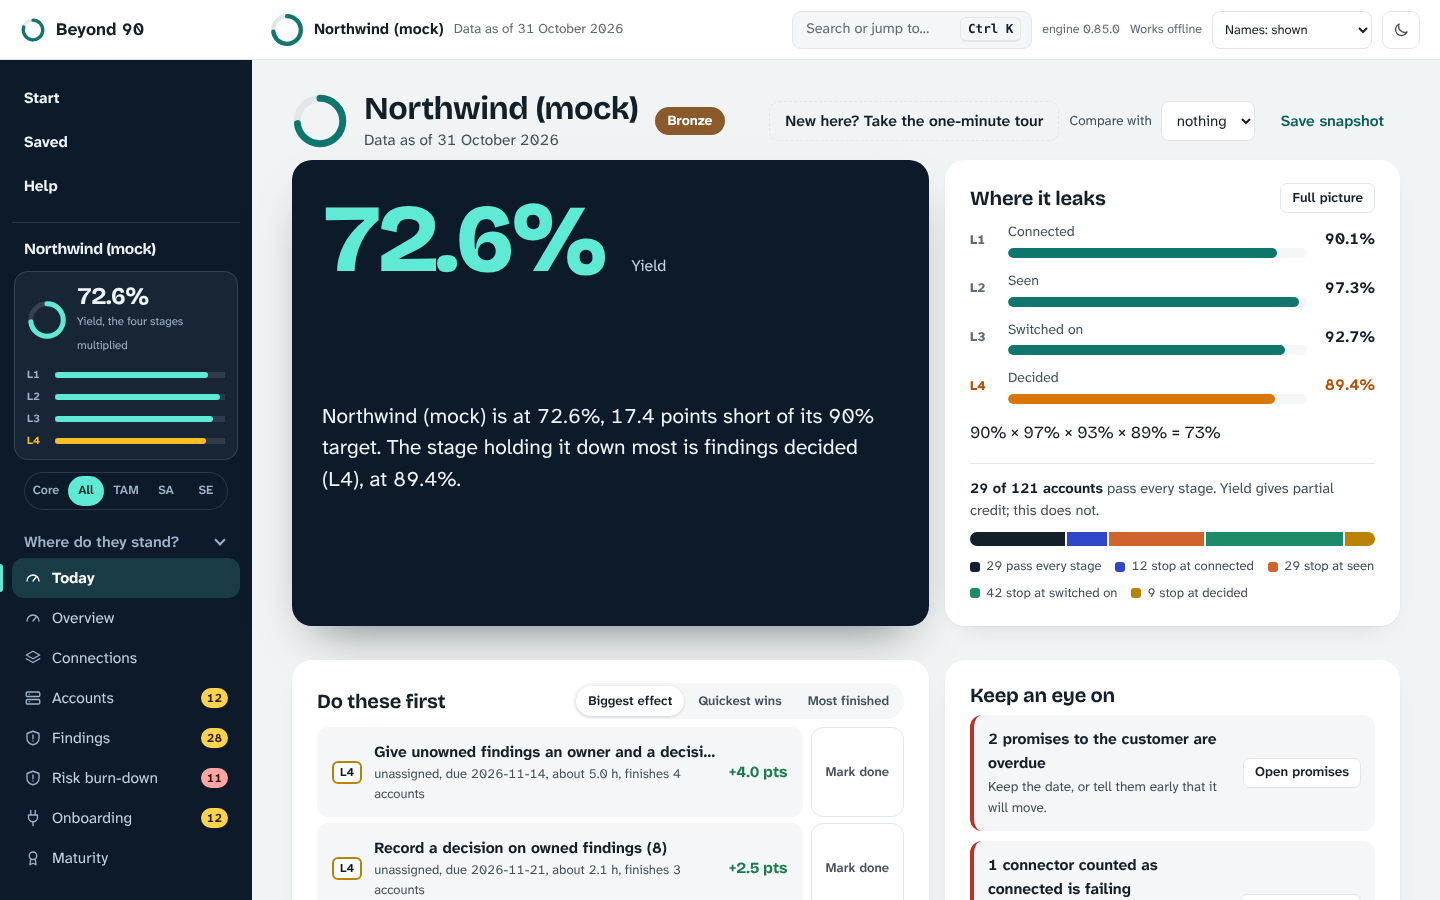 Beyond 90
Northwind (mock) Data as of 31 October 2026
Search or jump to... Ctrl K
engine 0.85.0 Works offline
Names: shown
Start
Saved
Help
Northwind (mock)
72.6%
Yield, the four stages
multiplied
L1
L2
L3
L4
Core All TAM SA SE
Where do they stand?
Today
Overview
Connections
Accounts 12
Findings 28
Risk burn-down 11
Onboarding 12
Maturity
Northwind (mock) Bronze
Data as of 31 October 2026
New here? Take the one-minute tour
Compare with nothing
Save snapshot
72.6% Yield
Northwind (mock) is at 72.6%, 17.4 points short of its 90%
target. The stage holding it down most is findings decided
(L4), at 89.4%.
Where it leaks Full picture
L1 Connected 90.1%
L2 Seen 97.3%
L3 Switched on 92.7%
L4 Decided 89.4%
90% × 97% × 93% × 89% = 73%
29 of 121 accounts pass every stage. Yield gives partial
credit; this does not.
29 pass every stage 12 stop at connected 29 stop at seen
42 stop at switched on 9 stop at decided
Do these first Biggest effect Quickest wins Most finished
L4 Give unowned findings an owner and a decisi...
unassigned, due 2026-11-14, about 5.0 h, finishes 4
accounts
+4.0 pts
Mark done
L4 Record a decision on owned findings (8)
unassigned, due 2026-11-21, about 2.1 h, finishes 3
accounts
+2.5 pts
Mark done
Keep an eye on
2 promises to the customer are
overdue
Keep the date, or tell them early that it
will move.
Open promises
1 connector counted as
connected is failing